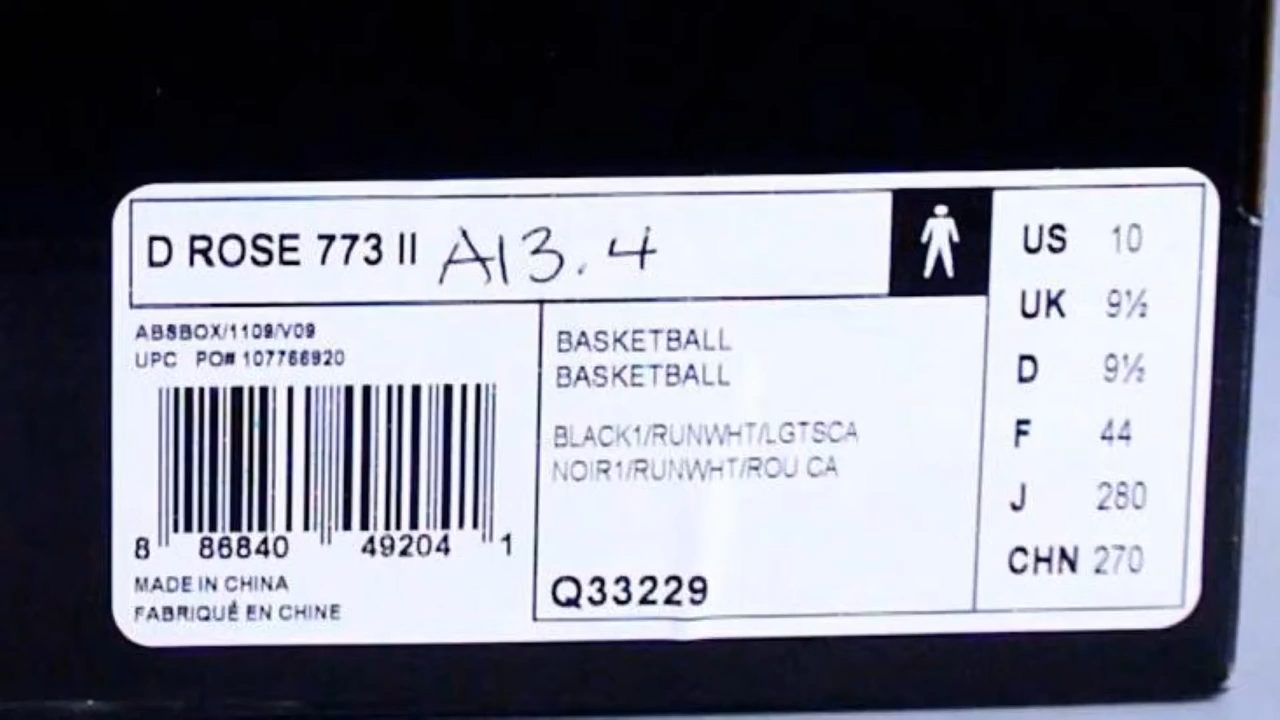 D ROSE 773 II A13.4
ABSBOX/1109/V09
UPC PO# 107766920
8 86840 49204 1
MADE IN CHINA
FABRIQUÉ EN CHINE
BASKETBALL
BASKETBALL
BLACK1/RUNWHT/LGTSCA
NOIR1/RUNWHT/ROU CA
Q33229
US 10
UK 9½
D 9½
F 44
J 280
CHN 270